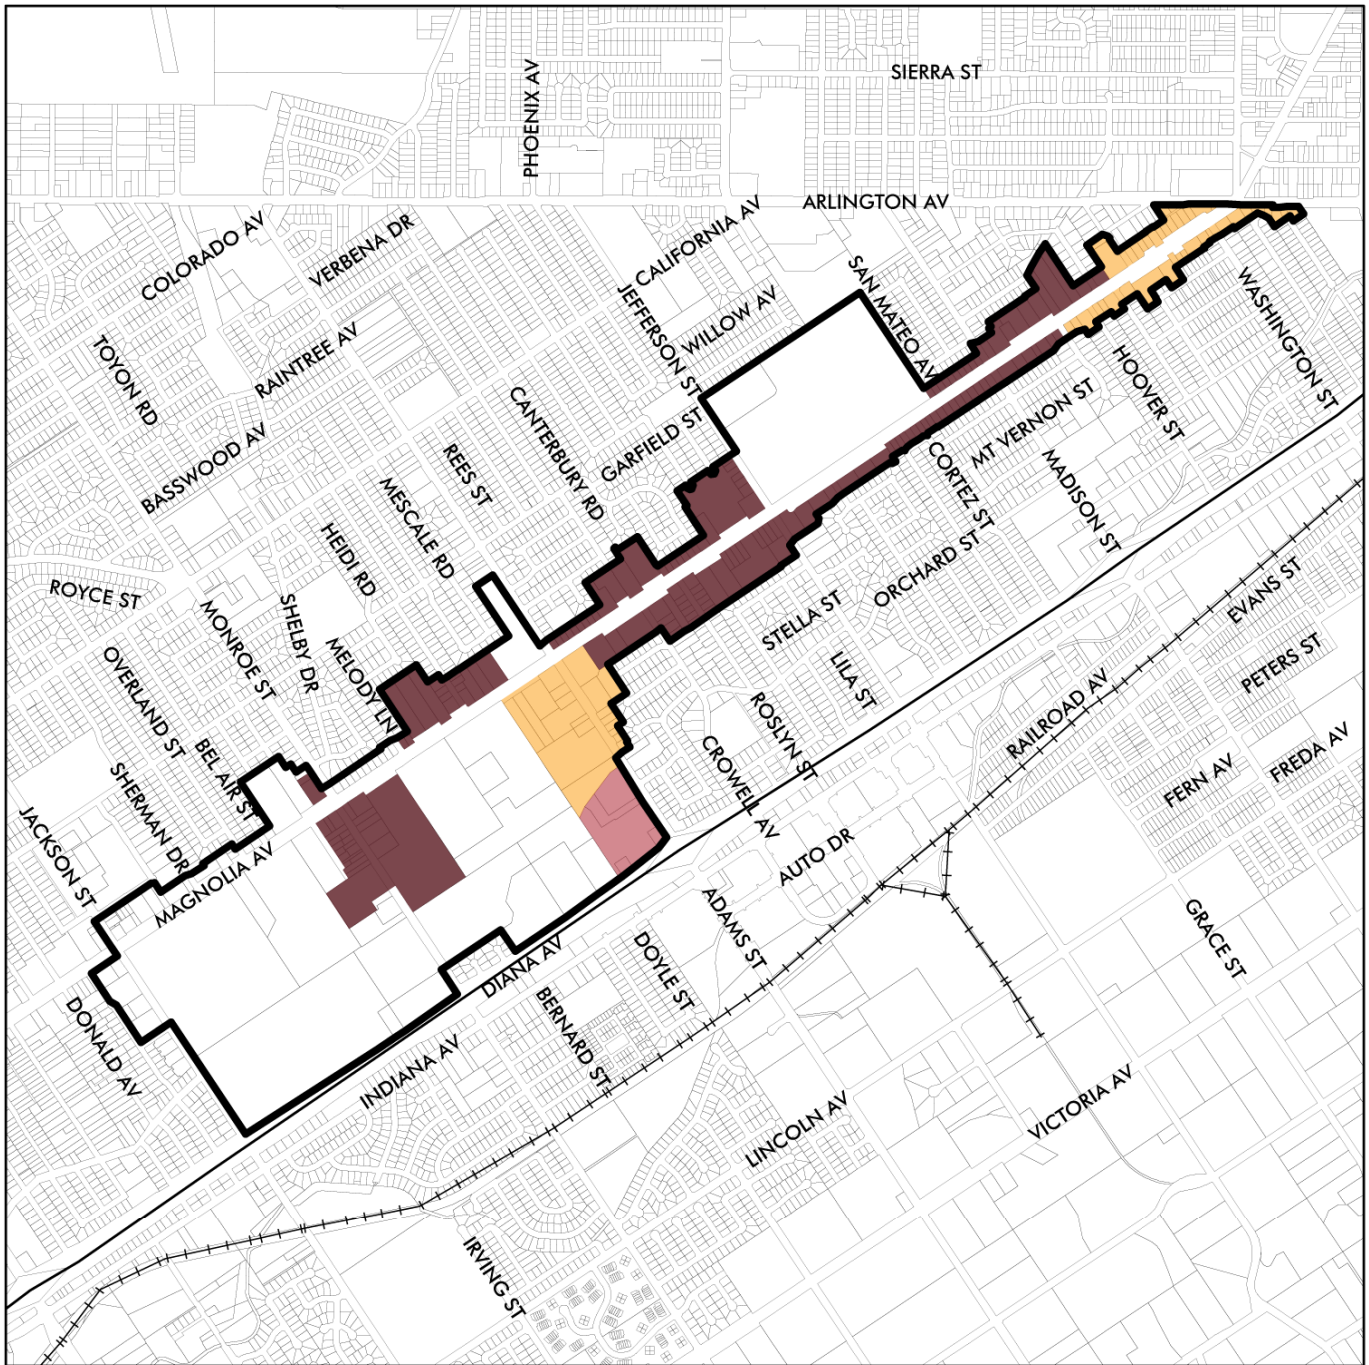 SIERRA ST
PHOENIX AV
ARLINGTON AV
COLORADO AV
VERBENA DR
CALIFORNIA AV
JEFFERSON ST
WILLOW AV
SAN MATEO AV
WASHINGTON ST
TOYON RD
RAINTREE AV
HOOVER ST
BASSWOOD AV
CANTERBURY RD
GARFIELD ST
MT VERNON ST
REES ST
CORTEZ ST
MADISON ST
MESCALE RD
HEIDI RD
ROYCE ST
ORCHARD ST
EVANS ST
MONROE ST
SHELBY DR
STELLA ST
MELODY LN
OVERLAND ST
LILA ST
PETERS ST
ROSLYN ST
RAILROAD AV
BEL AIR ST
CROWELL AV
SHERMAN DR
FERN AV
FREDA AV
JACKSON ST
MAGNOLIA AV
AUTO DR
ADAMS ST
GRACE ST
DIANA AV
DOYLE ST
DONALD AV
BERNARD ST
INDIANA AV
LINCOLN AV
VICTORIA AV
IRVING ST